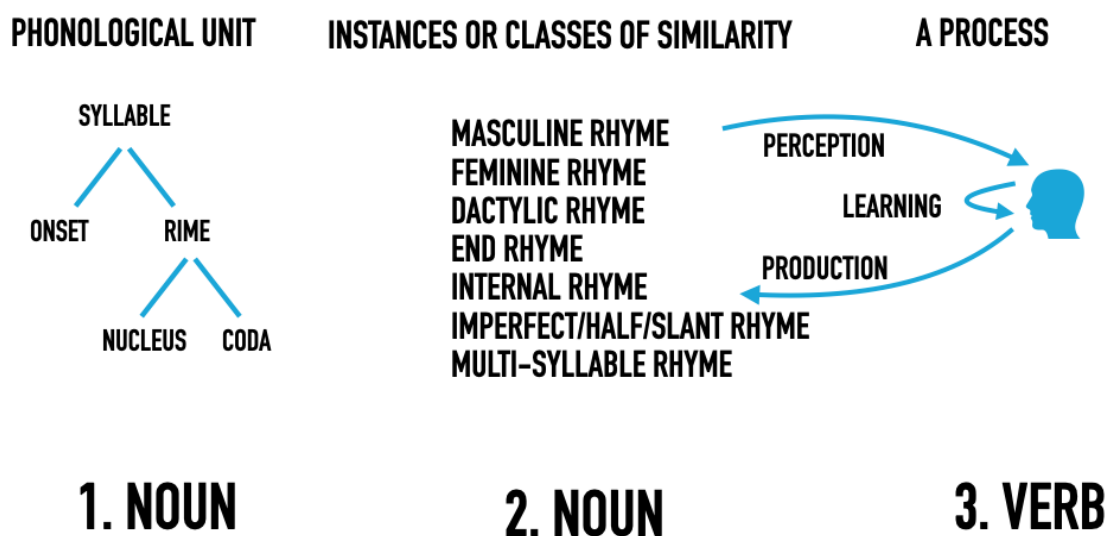 PHONOLOGICAL UNIT
INSTANCES OR CLASSES OF SIMILARITY
A PROCESS
SYLLABLE
ONSET
RIME
NUCLEUS
CODA
MASCULINE RHYME
FEMININE RHYME
DACTYLIC RHYME
END RHYME
INTERNAL RHYME
IMPERFECT/HALF/SLANT RHYME
MULTI-SYLLABLE RHYME
PERCEPTION
LEARNING
PRODUCTION
1. NOUN
2. NOUN
3. VERB